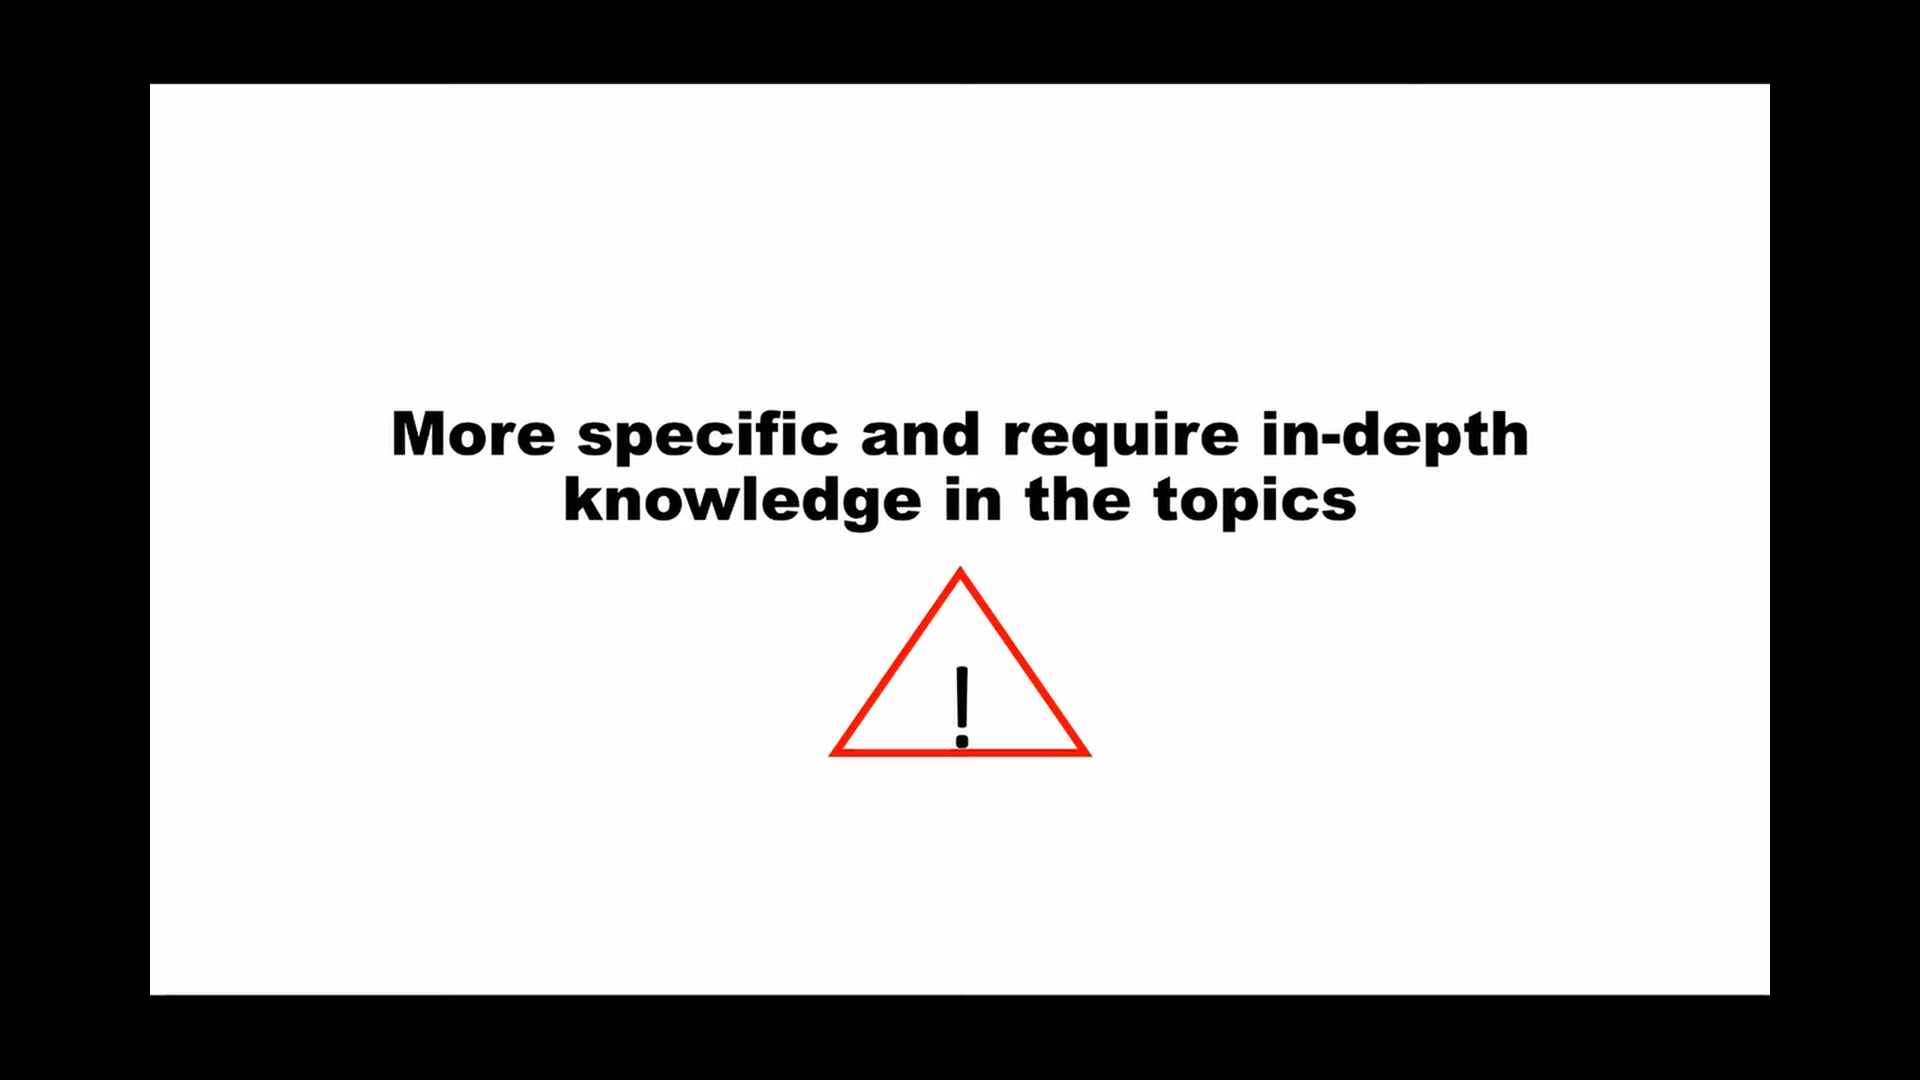 More specific and require in-depth
knowledge in the topics
!